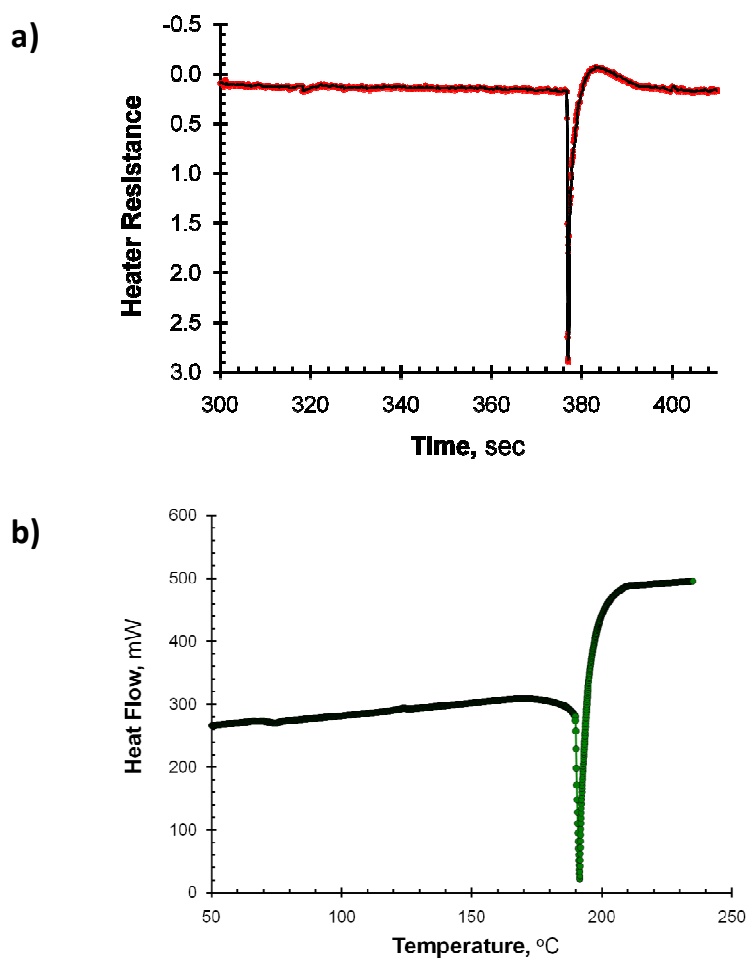 a)
-0.5
0.0
0.5
1.0
1.5
2.0
2.5
3.0
Heater Resistance
300 320 340 360 380 400
Time, sec
b)
600
500
400
300
200
100
0
Heat Flow, mW
50 100 150 200 250
Temperature, °C